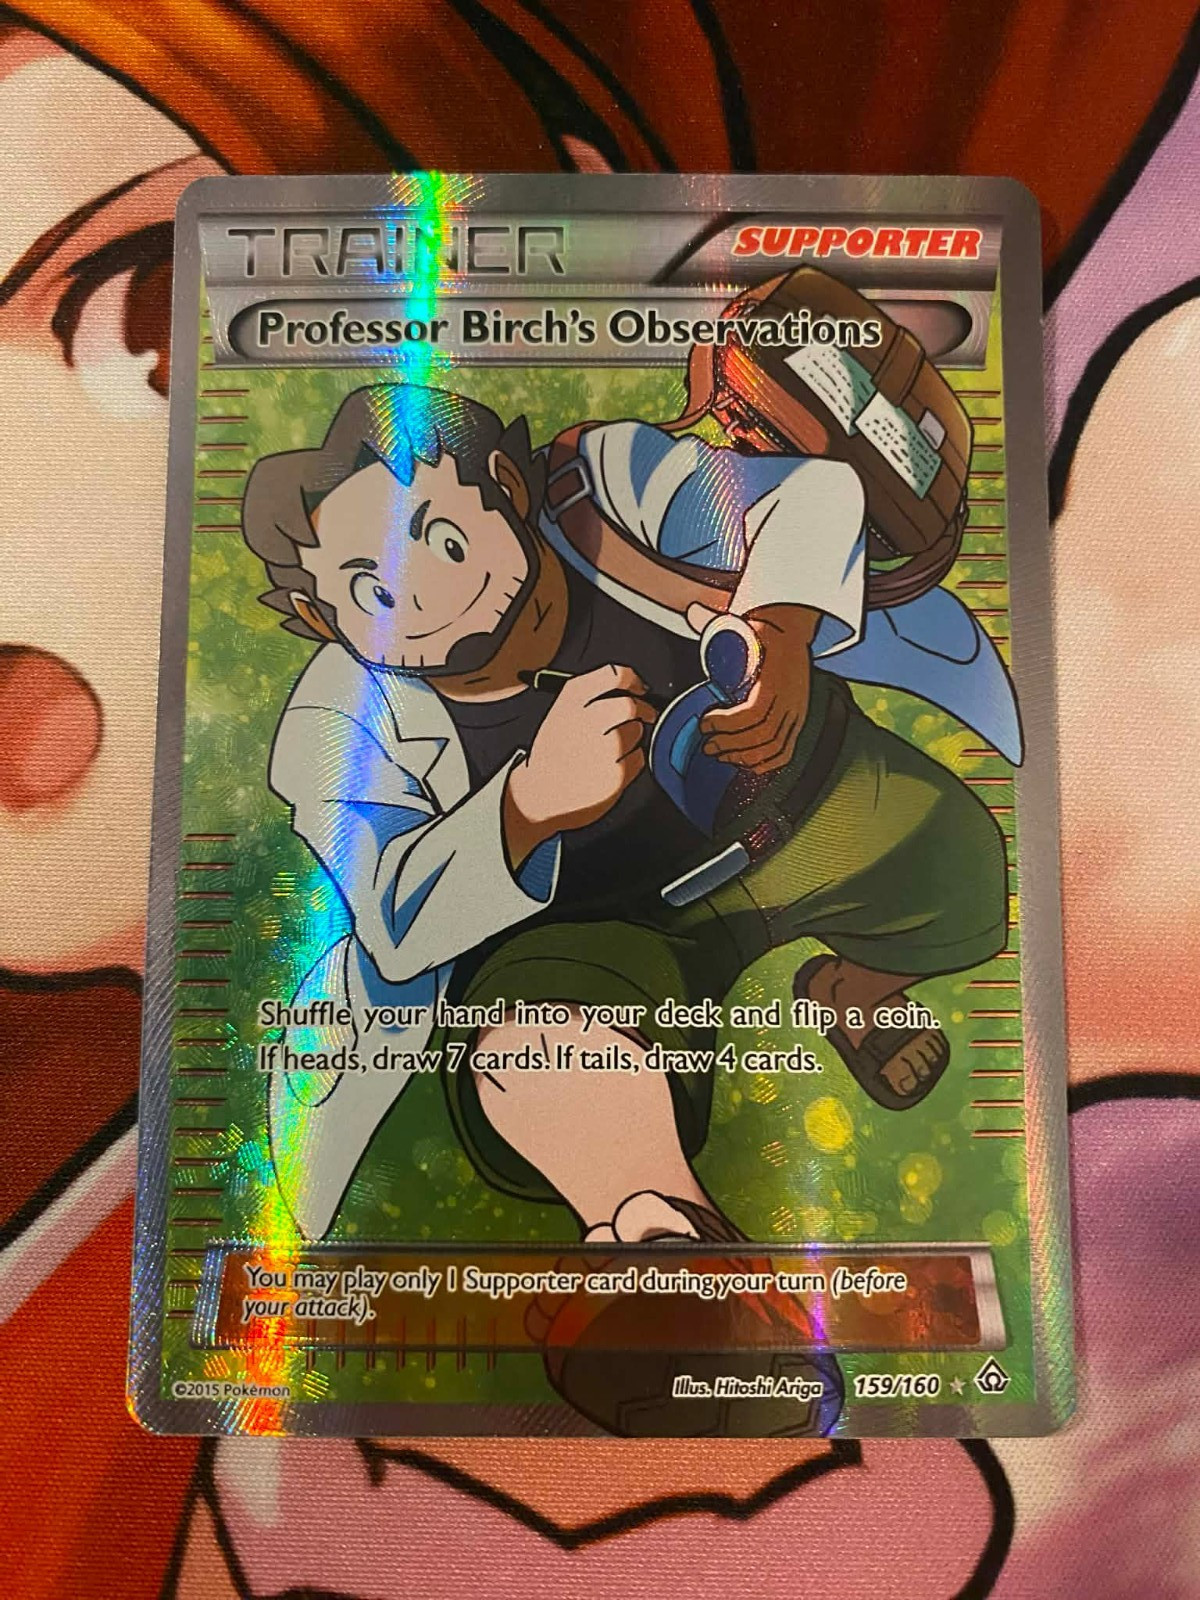 TRAINER
SUPPORTER
Professor Birch's Observations
Shuffle your hand into your deck and flip a coin.
If heads, draw 7 cards. If tails, draw 4 cards.
You may play only 1 Supporter card during your turn (before
your attack).
©2015 Pokémon
Illus. Hitoshi Ariga
159/160